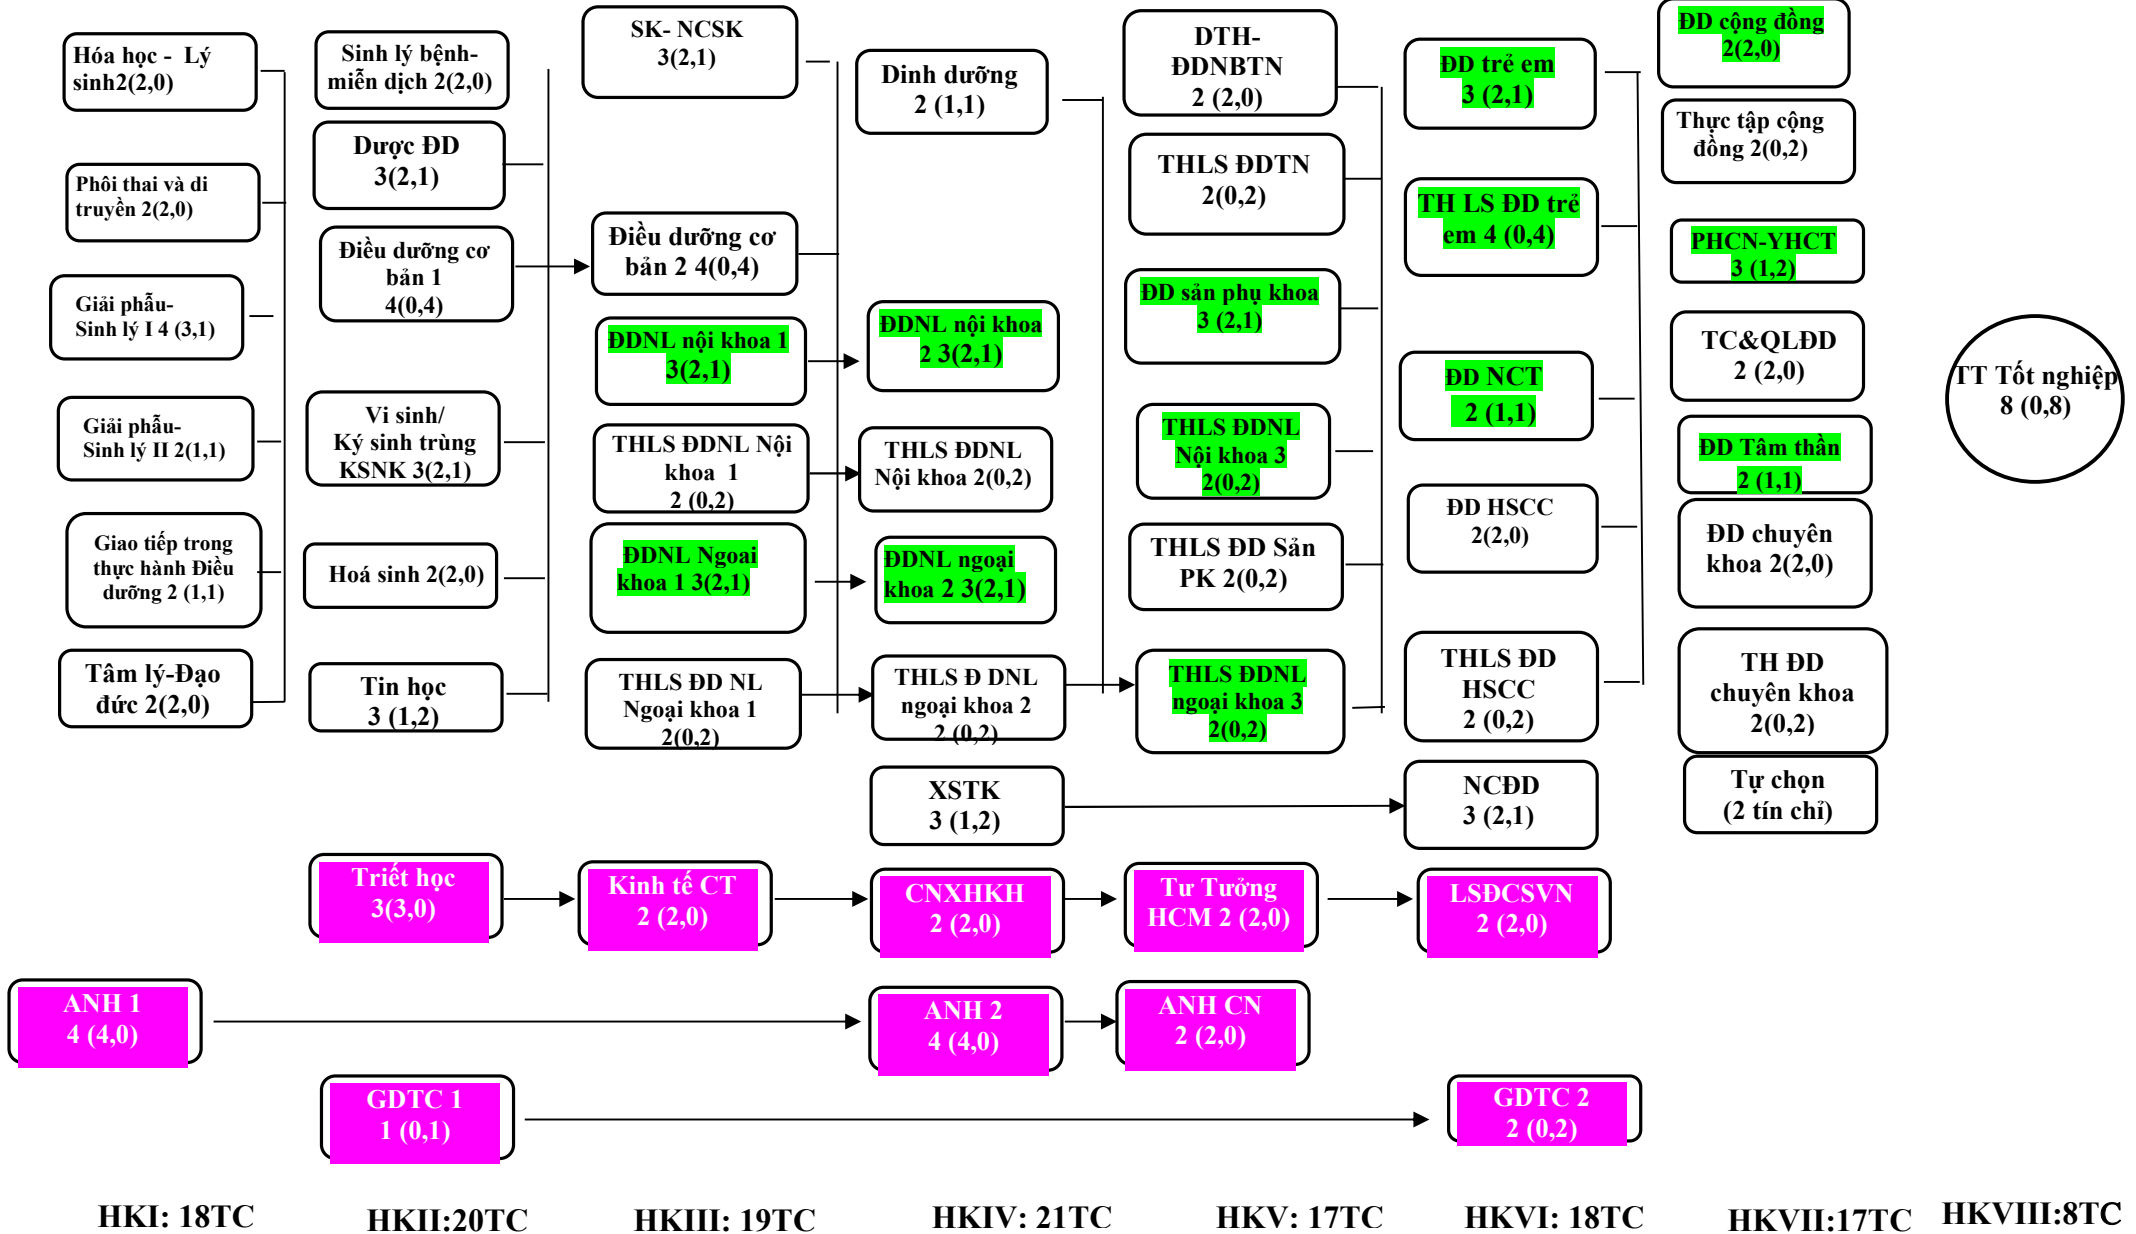 Hóa học - Lý
sinh2(2,0)
Phôi thai và di
truyền 2(2,0)
Giải phẫu-
Sinh lý I 4 (3,1)
Giải phẫu-
Sinh lý II 2(1,1)
Giao tiếp trong
thực hành Điều
dưỡng 2 (1,1)
Tâm lý-Đạo
đức 2(2,0)
Sinh lý bệnh-
miễn dịch 2(2,0)
Dược ĐD
3(2,1)
Điều dưỡng cơ
bản 1
4(0,4)
Vi sinh/
Ký sinh trùng
KSNK 3(2,1)
Hoá sinh 2(2,0)
Tin học
3 (1,2)
SK- NCSK
3(2,1)
Điều dưỡng cơ
bản 2 4(0,4)
ĐDNL nội khoa 1
3(2,1)
THLS ĐDNL Nội
khoa 1
2 (0,2)
ĐDNL Ngoai
khoa 1 3(2,1)
THLS ĐD NL
Ngoại khoa 1
2(0,2)
Dinh dưỡng
2 (1,1)
ĐDNL nội khoa
2 3(2,1)
THLS ĐDNL
Nội khoa 2(0,2)
ĐDNL ngoại
khoa 2 3(2,1)
THLS Đ DNL
ngoại khoa 2
2 (0,2)
XSTK
3 (1,2)
DTH-
ĐDNBTN
2 (2,0)
THLS ĐDTN
2(0,2)
ĐD sản phụ khoa
3 (2,1)
THLS ĐDNL
Nội khoa 3
2(0,2)
THLS ĐD Sản
PK 2(0,2)
THLS ĐDNL
ngoại khoa 3
2(0,2)
ĐD trẻ em
3 (2,1)
TH LS ĐD trẻ
em 4 (0,4)
ĐD NCT
2 (1,1)
ĐD HSCC
2(2,0)
THLS ĐD
HSCC
2 (0,2)
NCĐD
3 (2,1)
ĐD cộng đồng
2(2,0)
Thực tập cộng
đồng 2(0,2)
PHCN-YHCT
3 (1,2)
TC&QLĐD
2 (2,0)
ĐD Tâm thần
2 (1,1)
ĐD chuyên
khoa 2(2,0)
TH ĐD
chuyên khoa
2(0,2)
Tự chọn
(2 tín chỉ)
TT Tốt nghiệp
8 (0,8)
Triết học
3(3,0)
Kinh tế CT
2 (2,0)
CNXHKH
2 (2,0)
Tư Tưởng
HCM 2 (2,0)
LSĐCSVN
2 (2,0)
ANH 1
4 (4,0)
ANH 2
4 (4,0)
ANH CN
2 (2,0)
GDTC 1
1 (0,1)
GDTC 2
2 (0,2)
HKI: 18TC
HKII:20TC
HKIII: 19TC
HKIV: 21TC
HKV: 17TC
HKVI: 18TC
HKVII:17TC
HKVIII:8TC